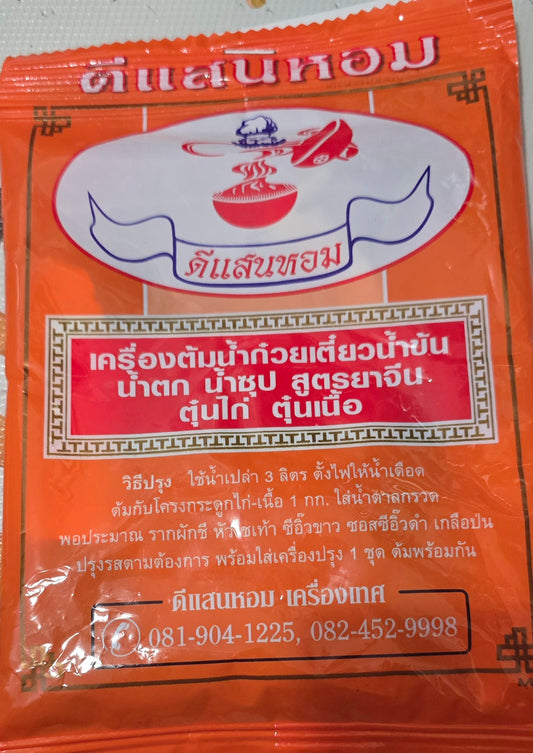 ดีแสนหอม
ดีแสนหอม
เครื่องต้มน้ำก๋วยเตี๋ยวน้ำข้น
น้ำตก น้ำซุป สูตรยาจีน
ตุ๋นไก่ ตุ๋นเนื้อ
วิธีปรุง ใช้น้ำเปล่า 3 ลิตร ตั้งไฟให้น้ำเดือด
ต้มกับโครงกระดูกไก่-เนื้อ 1 กก. ใส่น้ำตาลกรวด
พอประมาณ รากผักชี หัวไชเท้า ซีอิ๊วขาว ซอสซีอิ๊วดำ เกลือป่น
ปรุงรสตามต้องการ พร้อมใส่เครื่องปรุง 1 ชุด ต้มพร้อมกัน
ดีแสนหอม เครื่องเทศ
081-904-1225, 082-452-9998